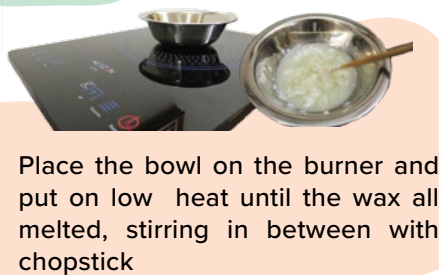 Place the bowl on the burner and
put on low heat until the wax all
melted, stirring in between with
chopstick